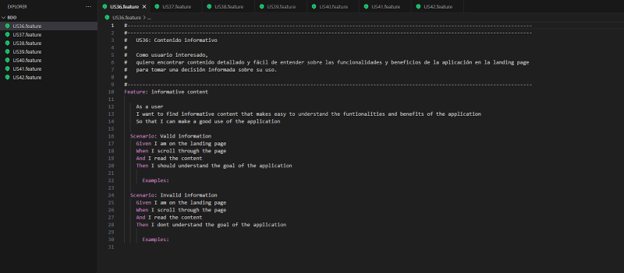 EXPLORER
BDD
US36.feature
US37.feature
US38.feature
US39.feature
US40.feature
US41.feature
US42.feature
US36.feature US37.feature US38.feature US39.feature US40.feature US41.feature US42.feature
US36.feature > ...
1 #----------------------------------------
2 #----------------------------------------
3 # US36: Contenido informativo
4 #
5 # Como usuario interesado,
6 # quiero encontrar contenido detallado y fácil de entender sobre las funcionalidades y beneficios de la aplicación en la landing page
7 # para tomar una decisión informada sobre su uso.
8 #
9 #----------------------------------------
10 Feature: informative content
11
12 As a user
13 I want to find informative content that makes easy to understand the funtionalities and benefits of the application
14 So that I can make a good use of the application
15
16 Scenario: Valid information
17 Given I am on the landing page
18 When I scroll through the page
19 And I read the content
20 Then I should understand the goal of the application
21
22 Examples:
23
24 Scenario: Invalid information
25 Given I am on the landing page
26 When I scroll through the page
27 And I read the content
28 Then I dont understand the goal of the application
29
30 Examples:
31